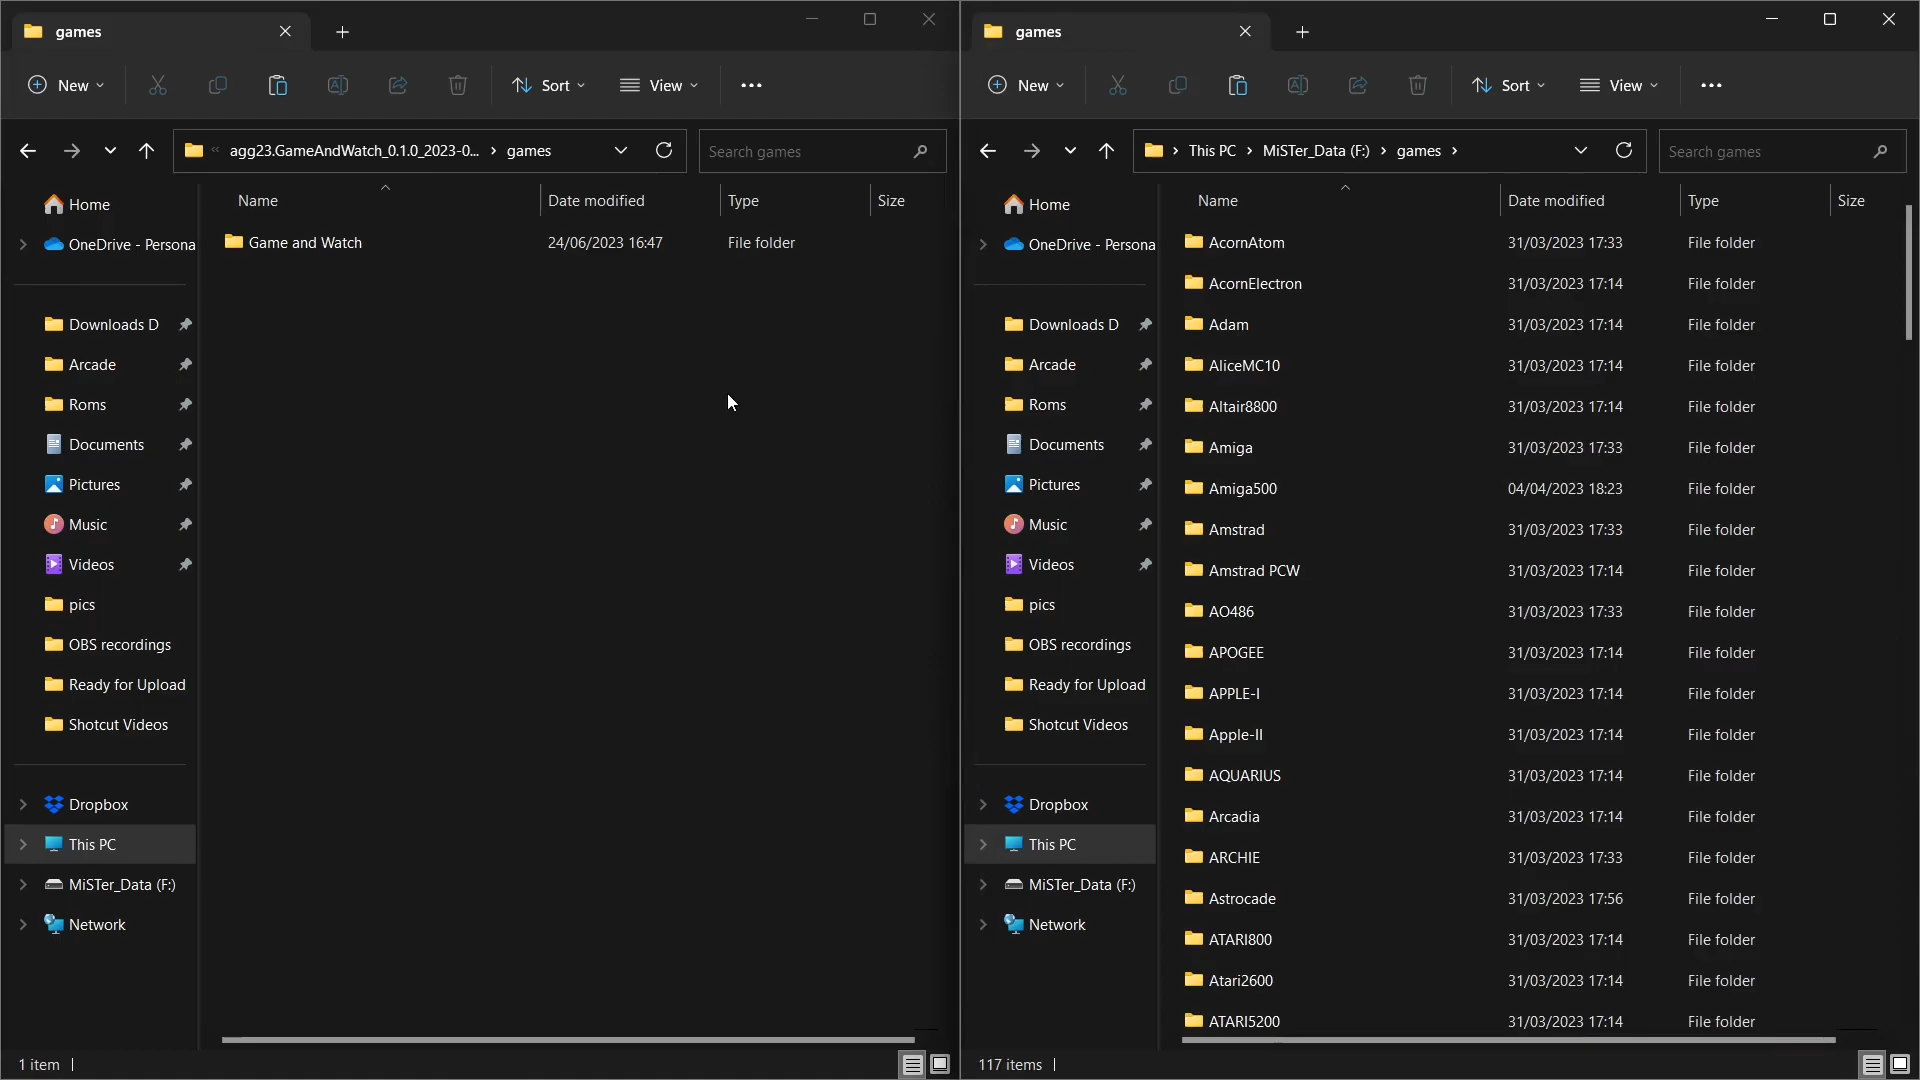 games
New
Sort
View
agg23.GameAndWatch_0.1.0_2023-0... > games
Search games
Home
OneDrive - Persona
Downloads D
Arcade
Roms
Documents
Pictures
Music
Videos
pics
OBS recordings
Ready for Upload
Shotcut Videos
Dropbox
This PC
MiSTer_Data (F:)
Network
Name Date modified Type Size
Game and Watch 24/06/2023 16:47 File folder
1 item
games
New
Sort
View
This PC > MiSTer_Data (F:) > games >
Search games
Home
OneDrive - Persona
Downloads D
Arcade
Roms
Documents
Pictures
Music
Videos
pics
OBS recordings
Ready for Upload
Shotcut Videos
Dropbox
This PC
MiSTer_Data (F:)
Network
Name Date modified Type Size
AcornAtom 31/03/2023 17:33 File folder
AcornElectron 31/03/2023 17:14 File folder
Adam 31/03/2023 17:14 File folder
AliceMC10 31/03/2023 17:14 File folder
Altair8800 31/03/2023 17:14 File folder
Amiga 31/03/2023 17:33 File folder
Amiga500 04/04/2023 18:23 File folder
Amstrad 31/03/2023 17:33 File folder
Amstrad PCW 31/03/2023 17:14 File folder
AO486 31/03/2023 17:33 File folder
APOGEE 31/03/2023 17:14 File folder
APPLE-I 31/03/2023 17:14 File folder
Apple-II 31/03/2023 17:14 File folder
AQUARIUS 31/03/2023 17:14 File folder
Arcadia 31/03/2023 17:14 File folder
ARCHIE 31/03/2023 17:33 File folder
Astrocade 31/03/2023 17:56 File folder
ATARI800 31/03/2023 17:14 File folder
Atari2600 31/03/2023 17:14 File folder
ATARI5200 31/03/2023 17:14 File folder
117 items